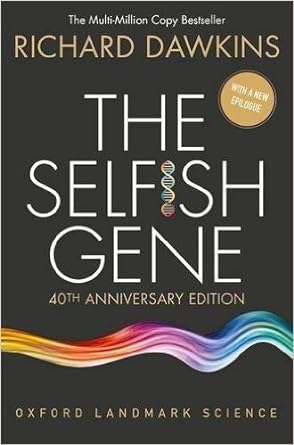 The Multi-Million Copy Bestseller
RICHARD DAWKINS
WITH A NEW
EPILOGUE
THE
SELFISH
GENE
40TH ANNIVERSARY EDITION
OXFORD LANDMARK SCIENCE